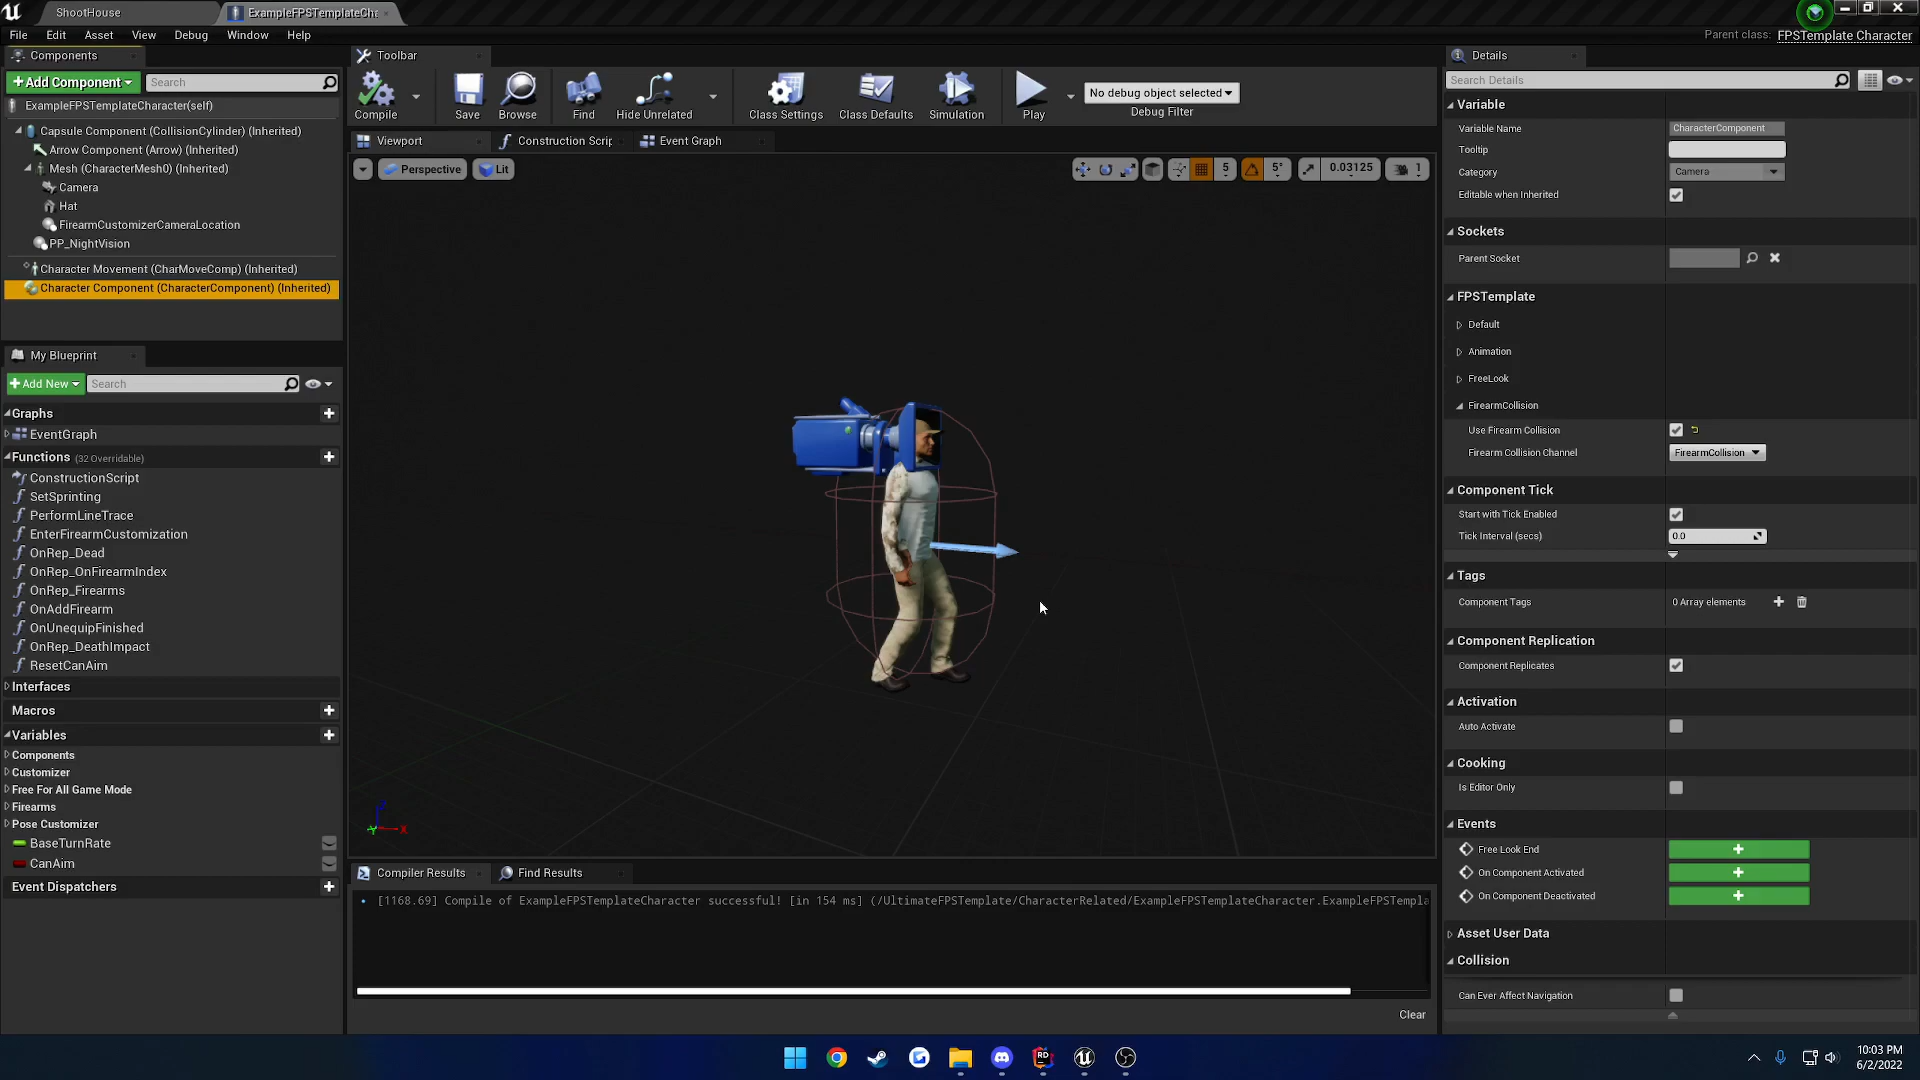 ShootHouse
ExampleFPSTemplateCha
File Edit Asset View Debug Window Help
Parent class: FPSTemplate Character
Components
+Add Component
Search
ExampleFPSTemplateCharacter(self)
Capsule Component (CollisionCylinder) (Inherited)
Arrow Component (Arrow) (Inherited)
Mesh (CharacterMesh0) (Inherited)
Camera
Hat
FirearmCustomizerCameraLocation
PP_NightVision
Character Movement (CharMoveComp) (Inherited)
Character Component (CharacterComponent) (Inherited)
My Blueprint
+Add New
Search
Graphs
EventGraph
Functions (32 Overridable)
ConstructionScript
SetSprinting
PerformLineTrace
EnterFirearmCustomization
OnRep_Dead
OnRep_OnFirearmIndex
OnRep_Firearms
OnAddFirearm
OnUnequipFinished
OnRep_DeathImpact
ResetCanAim
Interfaces
Macros
Variables
Components
Customizer
Free For All Game Mode
Firearms
Pose Customizer
BaseTurnRate
CanAim
Event Dispatchers
Toolbar
Compile
Save
Browse
Find
Hide Unrelated
Class Settings
Class Defaults
Simulation
Play
No debug object selected
Debug Filter
Viewport
Construction Scrip
Event Graph
Perspective
Lit
5
5°
0.03125
1
Compiler Results
Find Results
[1168.69] Compile of ExampleFPSTemplateCharacter successful! [in 154 ms] (/UltimateFPSTemplate/CharacterRelated/ExampleFPSTemplateCharacter.ExampleFPSTempla
Clear
Details
Search Details
Variable
Variable Name CharacterComponent
Tooltip
Category Camera
Editable when Inherited
Sockets
Parent Socket
FPSTemplate
Default
Animation
FreeLook
FirearmCollision
Use Firearm Collision
Firearm Collision Channel FirearmCollision
Component Tick
Start with Tick Enabled
Tick Interval (secs) 0.0
Tags
Component Tags 0 Array elements
Component Replication
Component Replicates
Activation
Auto Activate
Cooking
Is Editor Only
Events
Free Look End
On Component Activated
On Component Deactivated
Asset User Data
Collision
Can Ever Affect Navigation
10:03 PM
6/2/2022